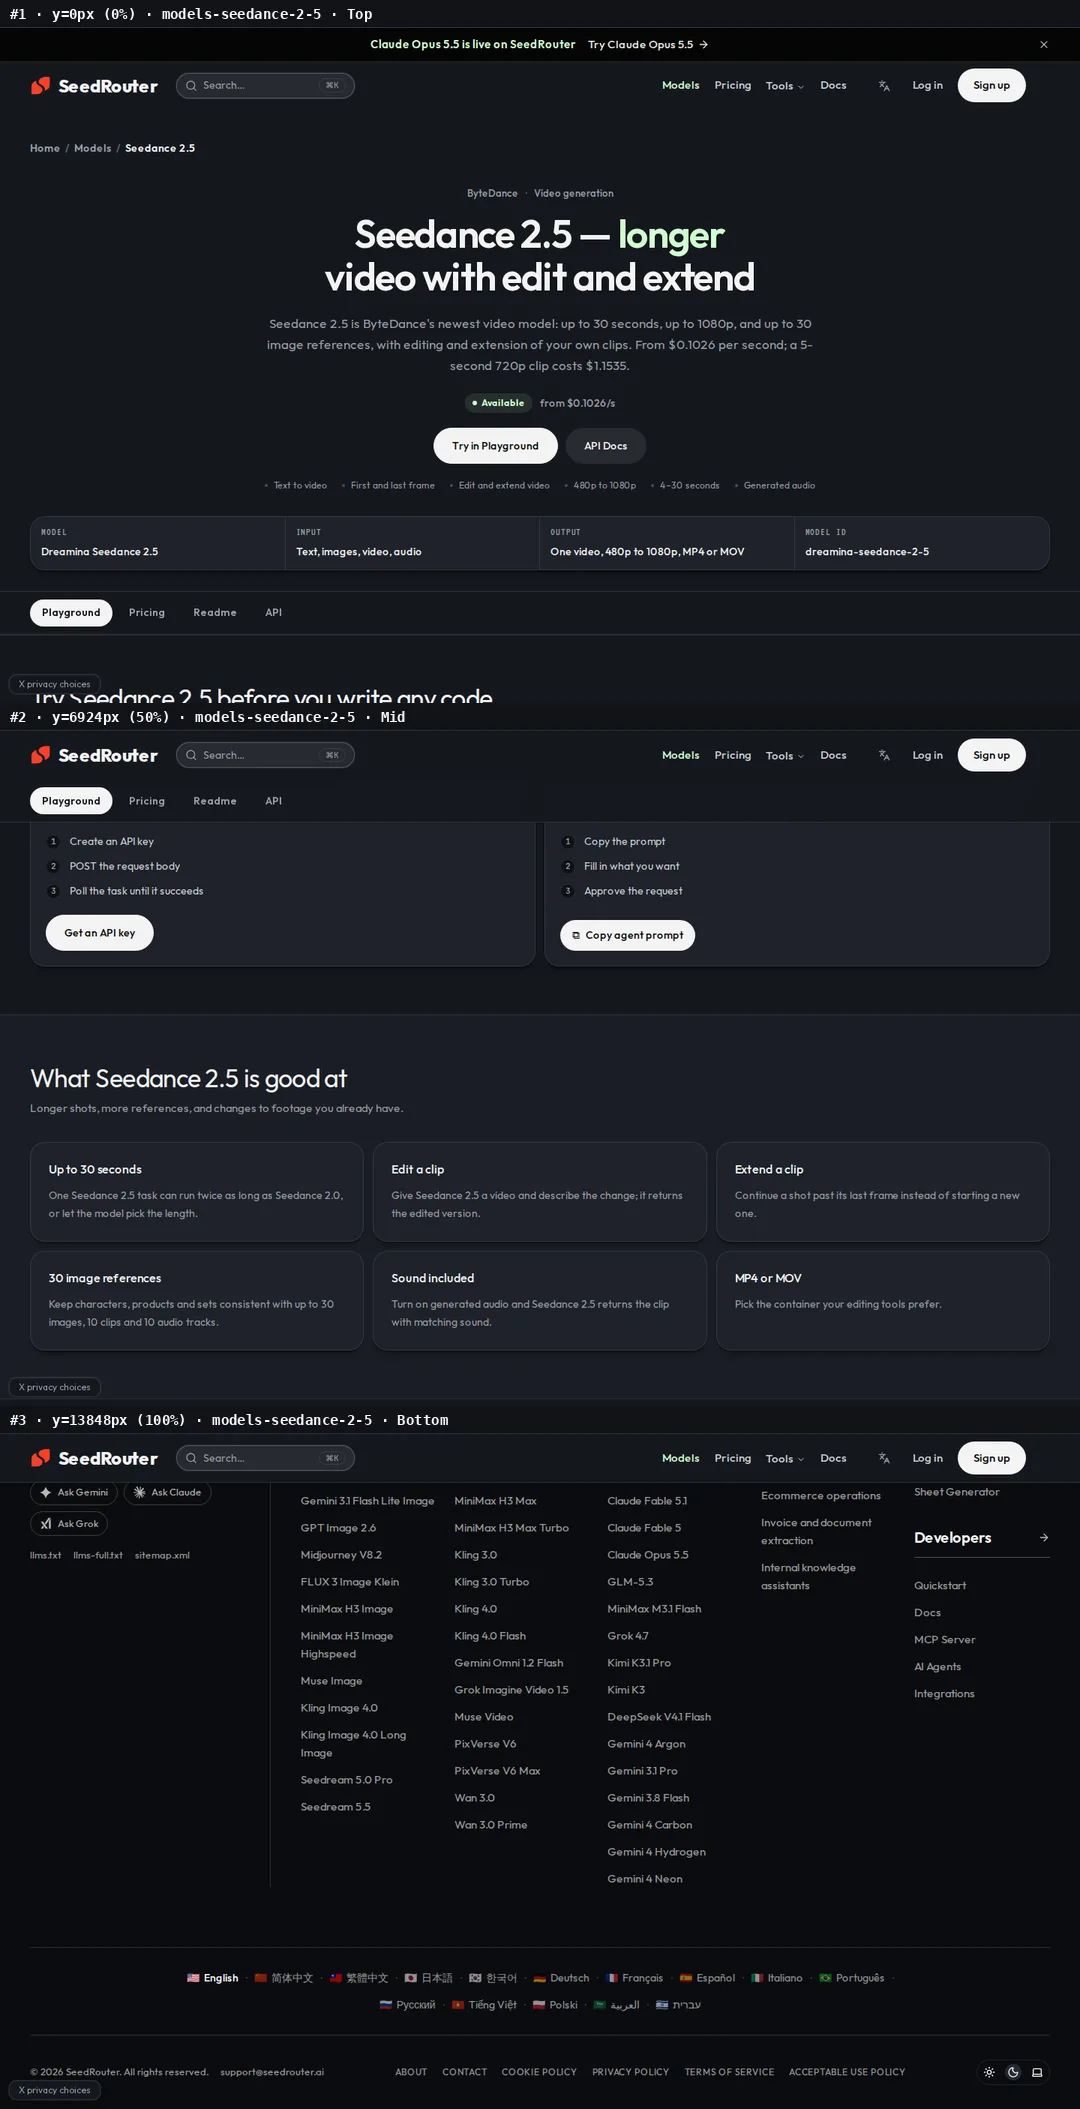 #1 · y=0px (0%) · models-seedance-2-5 · Top
Claude Opus 5.5 is live on SeedRouter Try Claude Opus 5.5 →
SeedRouter Search... ⌘K Models Pricing Tools Docs Log in Sign up
Home / Models / Seedance 2.5
ByteDance · Video generation
Seedance 2.5 — longer
video with edit and extend
Seedance 2.5 is ByteDance's newest video model: up to 30 seconds, up to 1080p, and up to 30
image references, with editing and extension of your own clips. From $0.1026 per second; a 5-
second 720p clip costs $1.1535.
Available from $0.1026/s
Try in Playground API Docs
Text to video First and last frame Edit and extend video 480p to 1080p 4–30 seconds Generated audio
MODEL INPUT OUTPUT MODEL ID
Dreamina Seedance 2.5 Text, images, video, audio One video, 480p to 1080p, MP4 or MOV dreamina-seedance-2-5
Playground Pricing Readme API
X privacy choices
Try Seedance 2.5 before you write any code
#2 · y=6924px (50%) · models-seedance-2-5 · Mid
SeedRouter Search... ⌘K Models Pricing Tools Docs Log in Sign up
Playground Pricing Readme API
1 Create an API key
2 POST the request body
3 Poll the task until it succeeds
Get an API key
1 Copy the prompt
2 Fill in what you want
3 Approve the request
Copy agent prompt
What Seedance 2.5 is good at
Longer shots, more references, and changes to footage you already have.
Up to 30 seconds
One Seedance 2.5 task can run twice as long as Seedance 2.0,
or let the model pick the length.
Edit a clip
Give Seedance 2.5 a video and describe the change; it returns
the edited version.
Extend a clip
Continue a shot past its last frame instead of starting a new
one.
30 image references
Keep characters, products and sets consistent with up to 30
images, 10 clips and 10 audio tracks.
Sound included
Turn on generated audio and Seedance 2.5 returns the clip
with matching sound.
MP4 or MOV
Pick the container your editing tools prefer.
X privacy choices
#3 · y=13848px (100%) · models-seedance-2-5 · Bottom
SeedRouter Search... ⌘K Models Pricing Tools Docs Log in Sign up
Ask Gemini Ask Claude
Ask Grok
llms.txt llms-full.txt sitemap.xml
Gemini 3.1 Flash Lite Image
GPT Image 2.6
Midjourney V8.2
FLUX 3 Image Klein
MiniMax H3 Image
MiniMax H3 Image
Highspeed
Muse Image
Kling Image 4.0
Kling Image 4.0 Long
Image
Seedream 5.0 Pro
Seedream 5.5
MiniMax H3 Max
MiniMax H3 Max Turbo
Kling 3.0
Kling 3.0 Turbo
Kling 4.0
Kling 4.0 Flash
Gemini Omni 1.2 Flash
Grok Imagine Video 1.5
Muse Video
PixVerse V6
PixVerse V6 Max
Wan 3.0
Wan 3.0 Prime
Claude Fable 5.1
Claude Fable 5
Claude Opus 5.5
GLM-5.3
MiniMax M3.1 Flash
Grok 4.7
Kimi K3.1 Pro
Kimi K3
DeepSeek V4.1 Flash
Gemini 4 Argon
Gemini 3.1 Pro
Gemini 3.8 Flash
Gemini 4 Carbon
Gemini 4 Hydrogen
Gemini 4 Neon
Ecommerce operations
Invoice and document
extraction
Internal knowledge
assistants
Sheet Generator
Developers →
Quickstart
Docs
MCP Server
AI Agents
Integrations
English · 简体中文 · 繁體中文 · 日本語 · 한국어 · Deutsch · Français · Español · Italiano · Português ·
Русский · Tiếng Việt · Polski · العربية · עברית
© 2026 SeedRouter. All rights reserved. support@seedrouter.ai ABOUT CONTACT COOKIE POLICY PRIVACY POLICY TERMS OF SERVICE ACCEPTABLE USE POLICY
X privacy choices